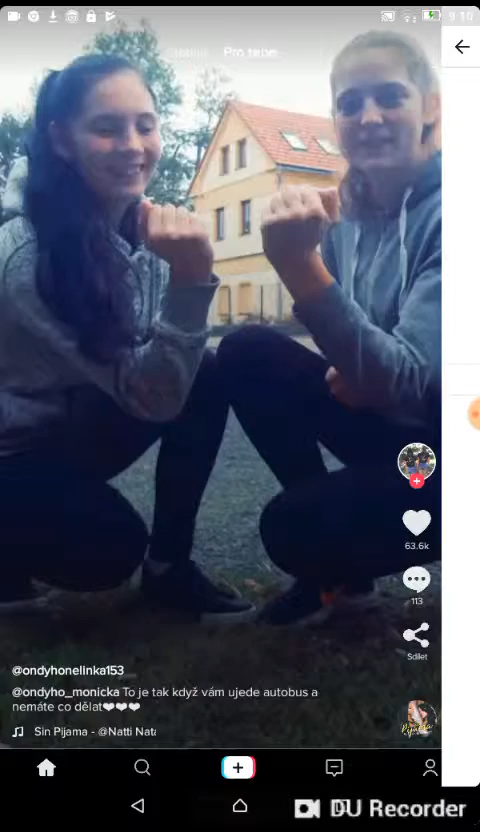 9:10
Pro tebe
63.6k
113
Sdílet
@ondyhonelinka153
@ondyho_monicka To je tak když vám ujede autobus a
nemáte co dělat❤❤❤
Sin Pijama - @Natti Nata
DU Recorder